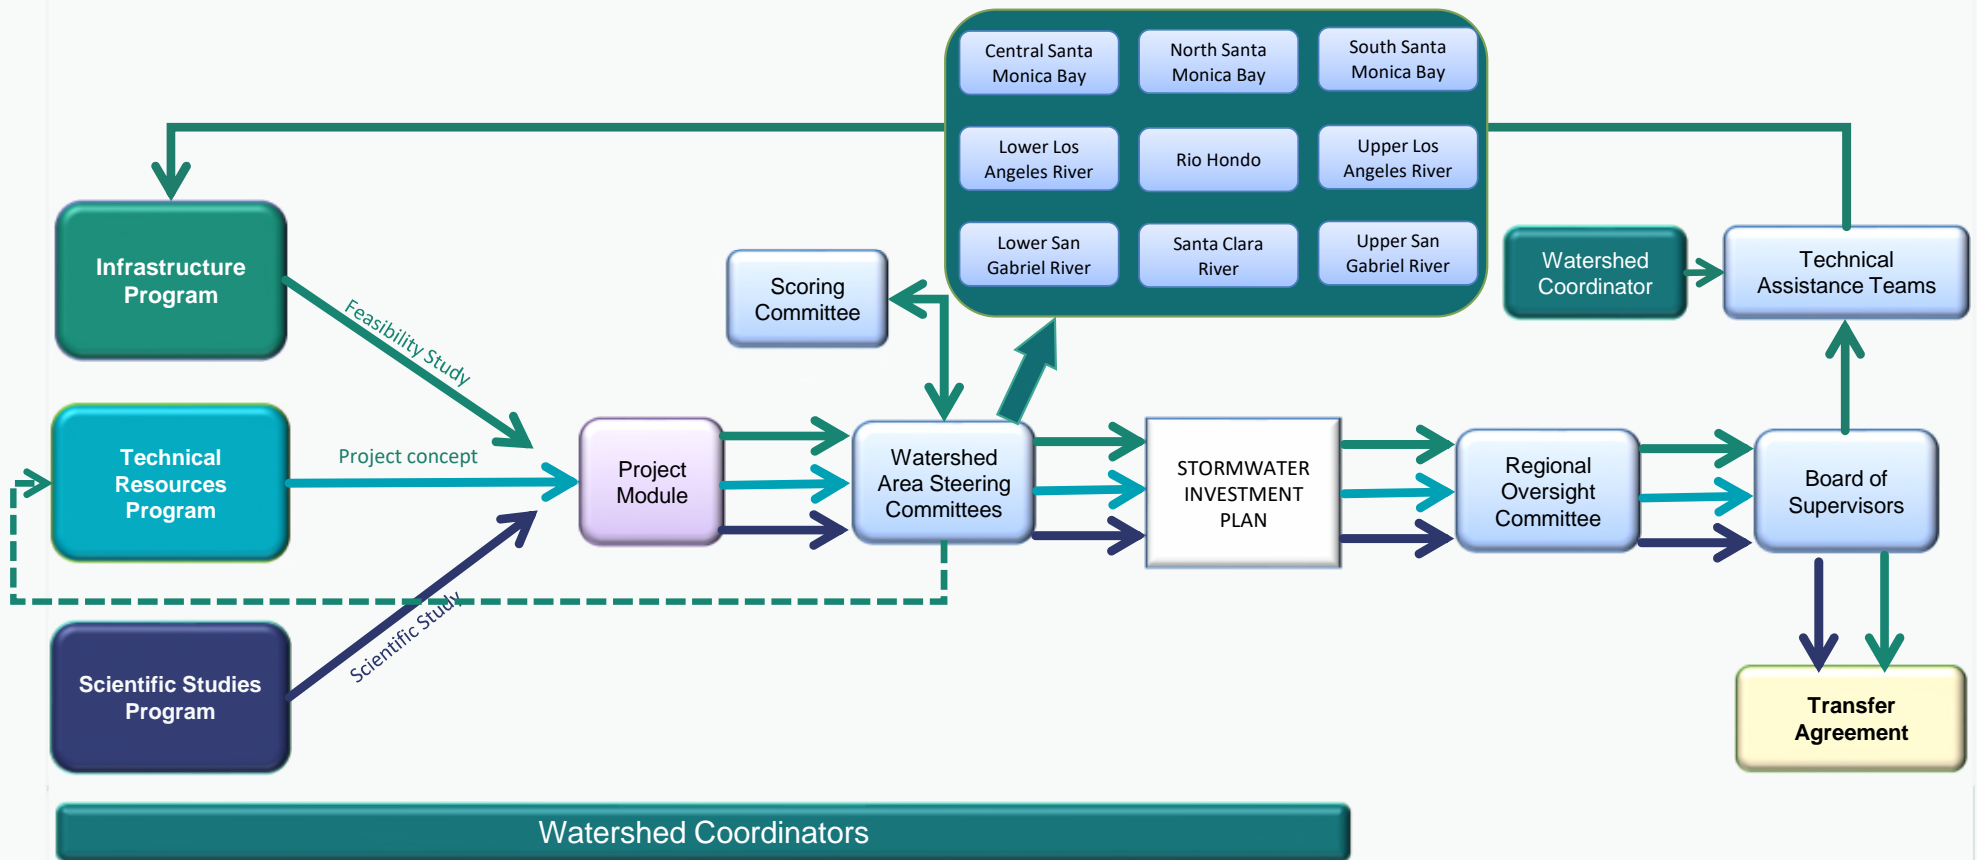 Central Santa
Monica Bay
North Santa
Monica Bay
South Santa
Monica Bay
Lower Los
Angeles River
Rio Hondo
Upper Los
Angeles River
Lower San
Gabriel River
Santa Clara
River
Upper San
Gabriel River
Infrastructure
Program
Feasibility Study
Scoring
Committee
Watershed
Coordinator
Technical
Assistance Teams
Technical
Resources
Program
Project concept
Project
Module
Watershed
Area Steering
Committees
STORMWATER
INVESTMENT
PLAN
Regional
Oversight
Committee
Board of
Supervisors
Scientific Studies
Program
Scientific Study
Transfer
Agreement
Watershed Coordinators